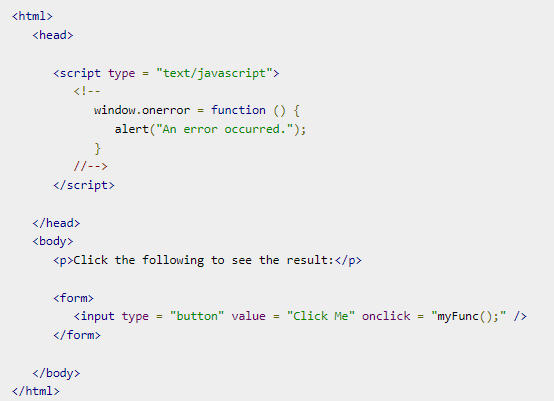 <html>
<head>
<script type = "text/javascript">
<!--
window.onerror = function () {
alert("An error occurred.");
}
//-->
</script>
</head>
<body>
<p>Click the following to see the result:</p>
<form>
<input type = "button" value = "Click Me" onclick = "myFunc();" />
</form>
</body>
</html>